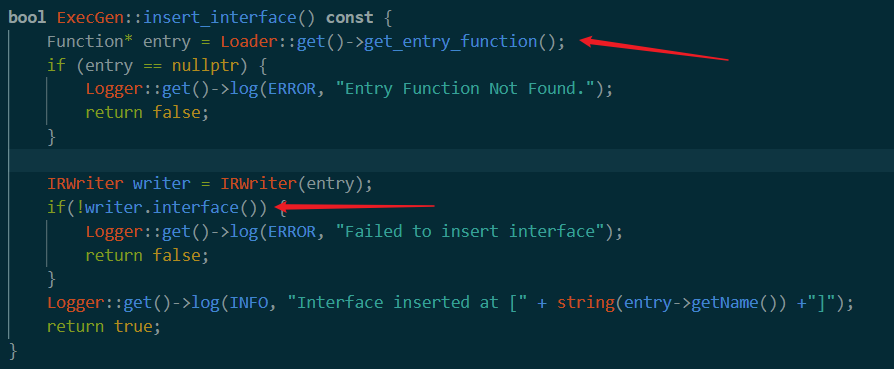 bool ExecGen::insert_interface() const {
    Function* entry = Loader::get()->get_entry_function();
    if (entry == nullptr) {
        Logger::get()->log(ERROR, "Entry Function Not Found.");
        return false;
    }
    IRWriter writer = IRWriter(entry);
    if(!writer.interface()) {
        Logger::get()->log(ERROR, "Failed to insert interface");
        return false;
    }
    Logger::get()->log(INFO, "Interface inserted at [" + string(entry->getName()) +"]");
    return true;
}